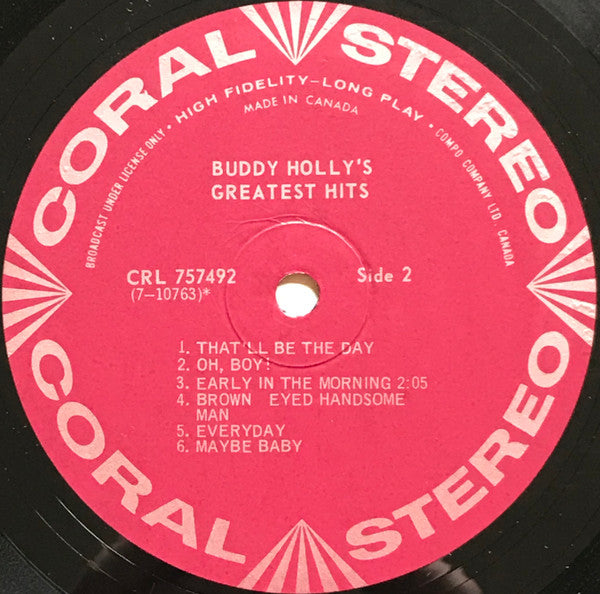 CORAL STEREO
HIGH FIDELITY–LONG PLAY
MADE IN CANADA
BROADCAST UNDER LICENSE ONLY •
• COMPO COMPANY LTD. CANADA
BUDDY HOLLY'S
GREATEST HITS
CRL 757492
(7–10763)*
Side 2
1. THAT'LL BE THE DAY
2. OH, BOY!
3. EARLY IN THE MORNING 2:05
4. BROWN EYED HANDSOME
MAN
5. EVERYDAY
6. MAYBE BABY
CORAL STEREO